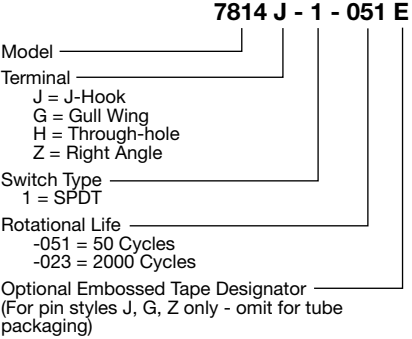 7814 J - 1 - 051 E
Model
Terminal
J = J-Hook
G = Gull Wing
H = Through-hole
Z = Right Angle
Switch Type
1 = SPDT
Rotational Life
-051 = 50 Cycles
-023 = 2000 Cycles
Optional Embossed Tape Designator
(For pin styles J, G, Z only - omit for tube
packaging)